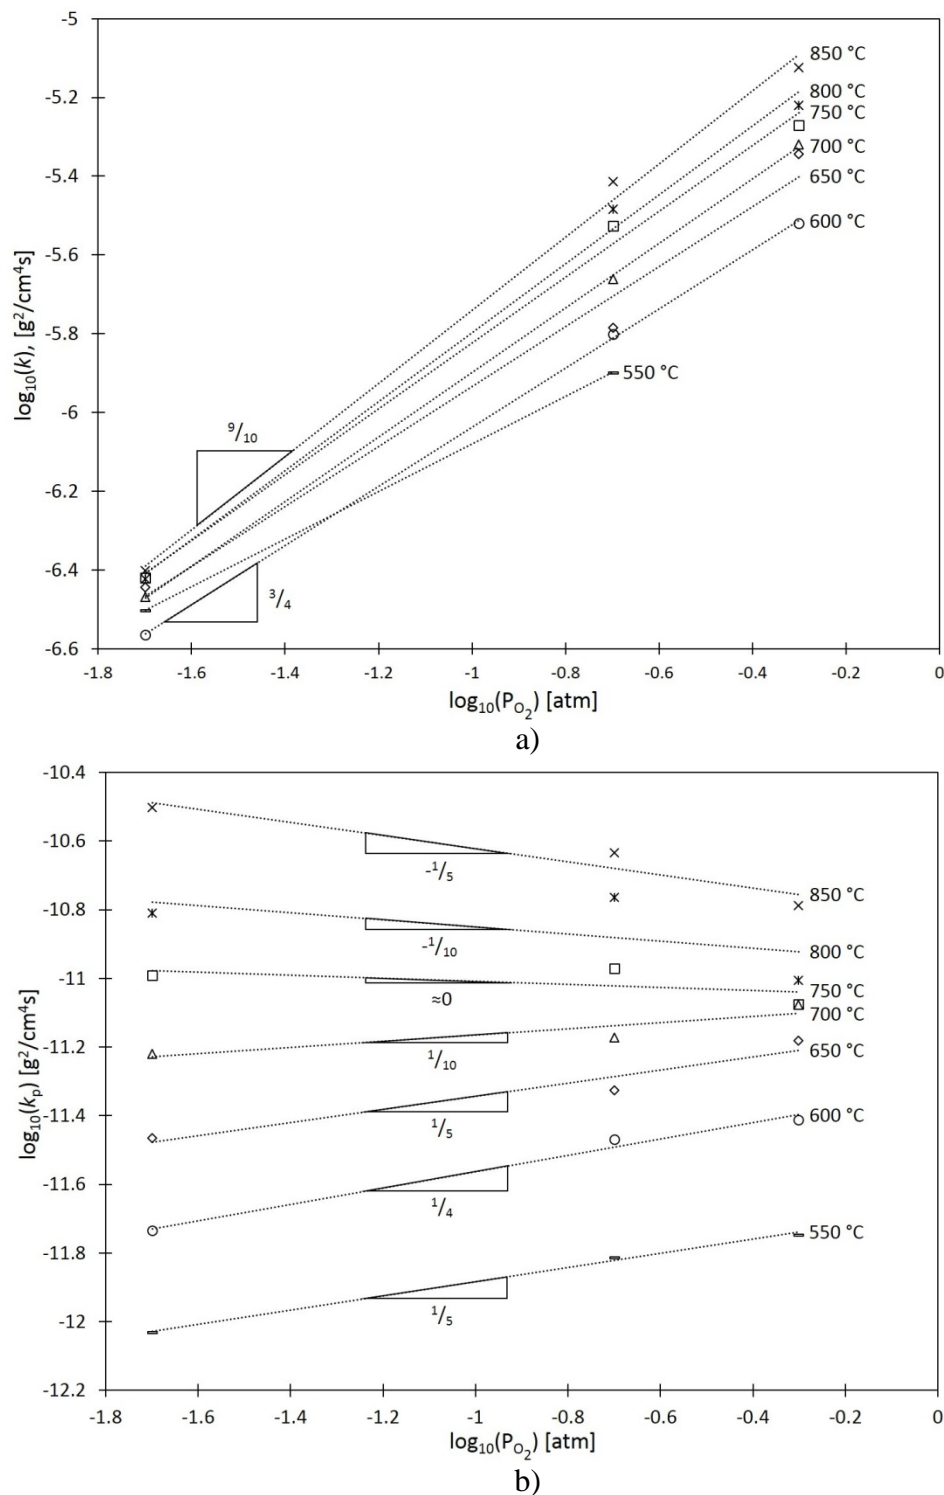 -5
-5.2
-5.4
-5.6
-5.8
-6
-6.2
-6.4
-6.6
log₁₀(k), [g²/cm⁴s]
850 °C
800 °C
750 °C
700 °C
650 °C
600 °C
550 °C
⁹/₁₀
³/₄
-1.8 -1.6 -1.4 -1.2 -1 -0.8 -0.6 -0.4 -0.2 0
log₁₀(P_O₂) [atm]
a)
-10.4
-10.6
-10.8
-11
-11.2
-11.4
-11.6
-11.8
-12
-12.2
log₁₀(kₚ) [g²/cm⁴s]
-¹/₅
850 °C
-¹/₁₀
800 °C
≈0
750 °C
700 °C
¹/₁₀
650 °C
¹/₅
600 °C
¹/₄
550 °C
¹/₅
-1.8 -1.6 -1.4 -1.2 -1 -0.8 -0.6 -0.4 -0.2 0
log₁₀(P_O₂) [atm]
b)